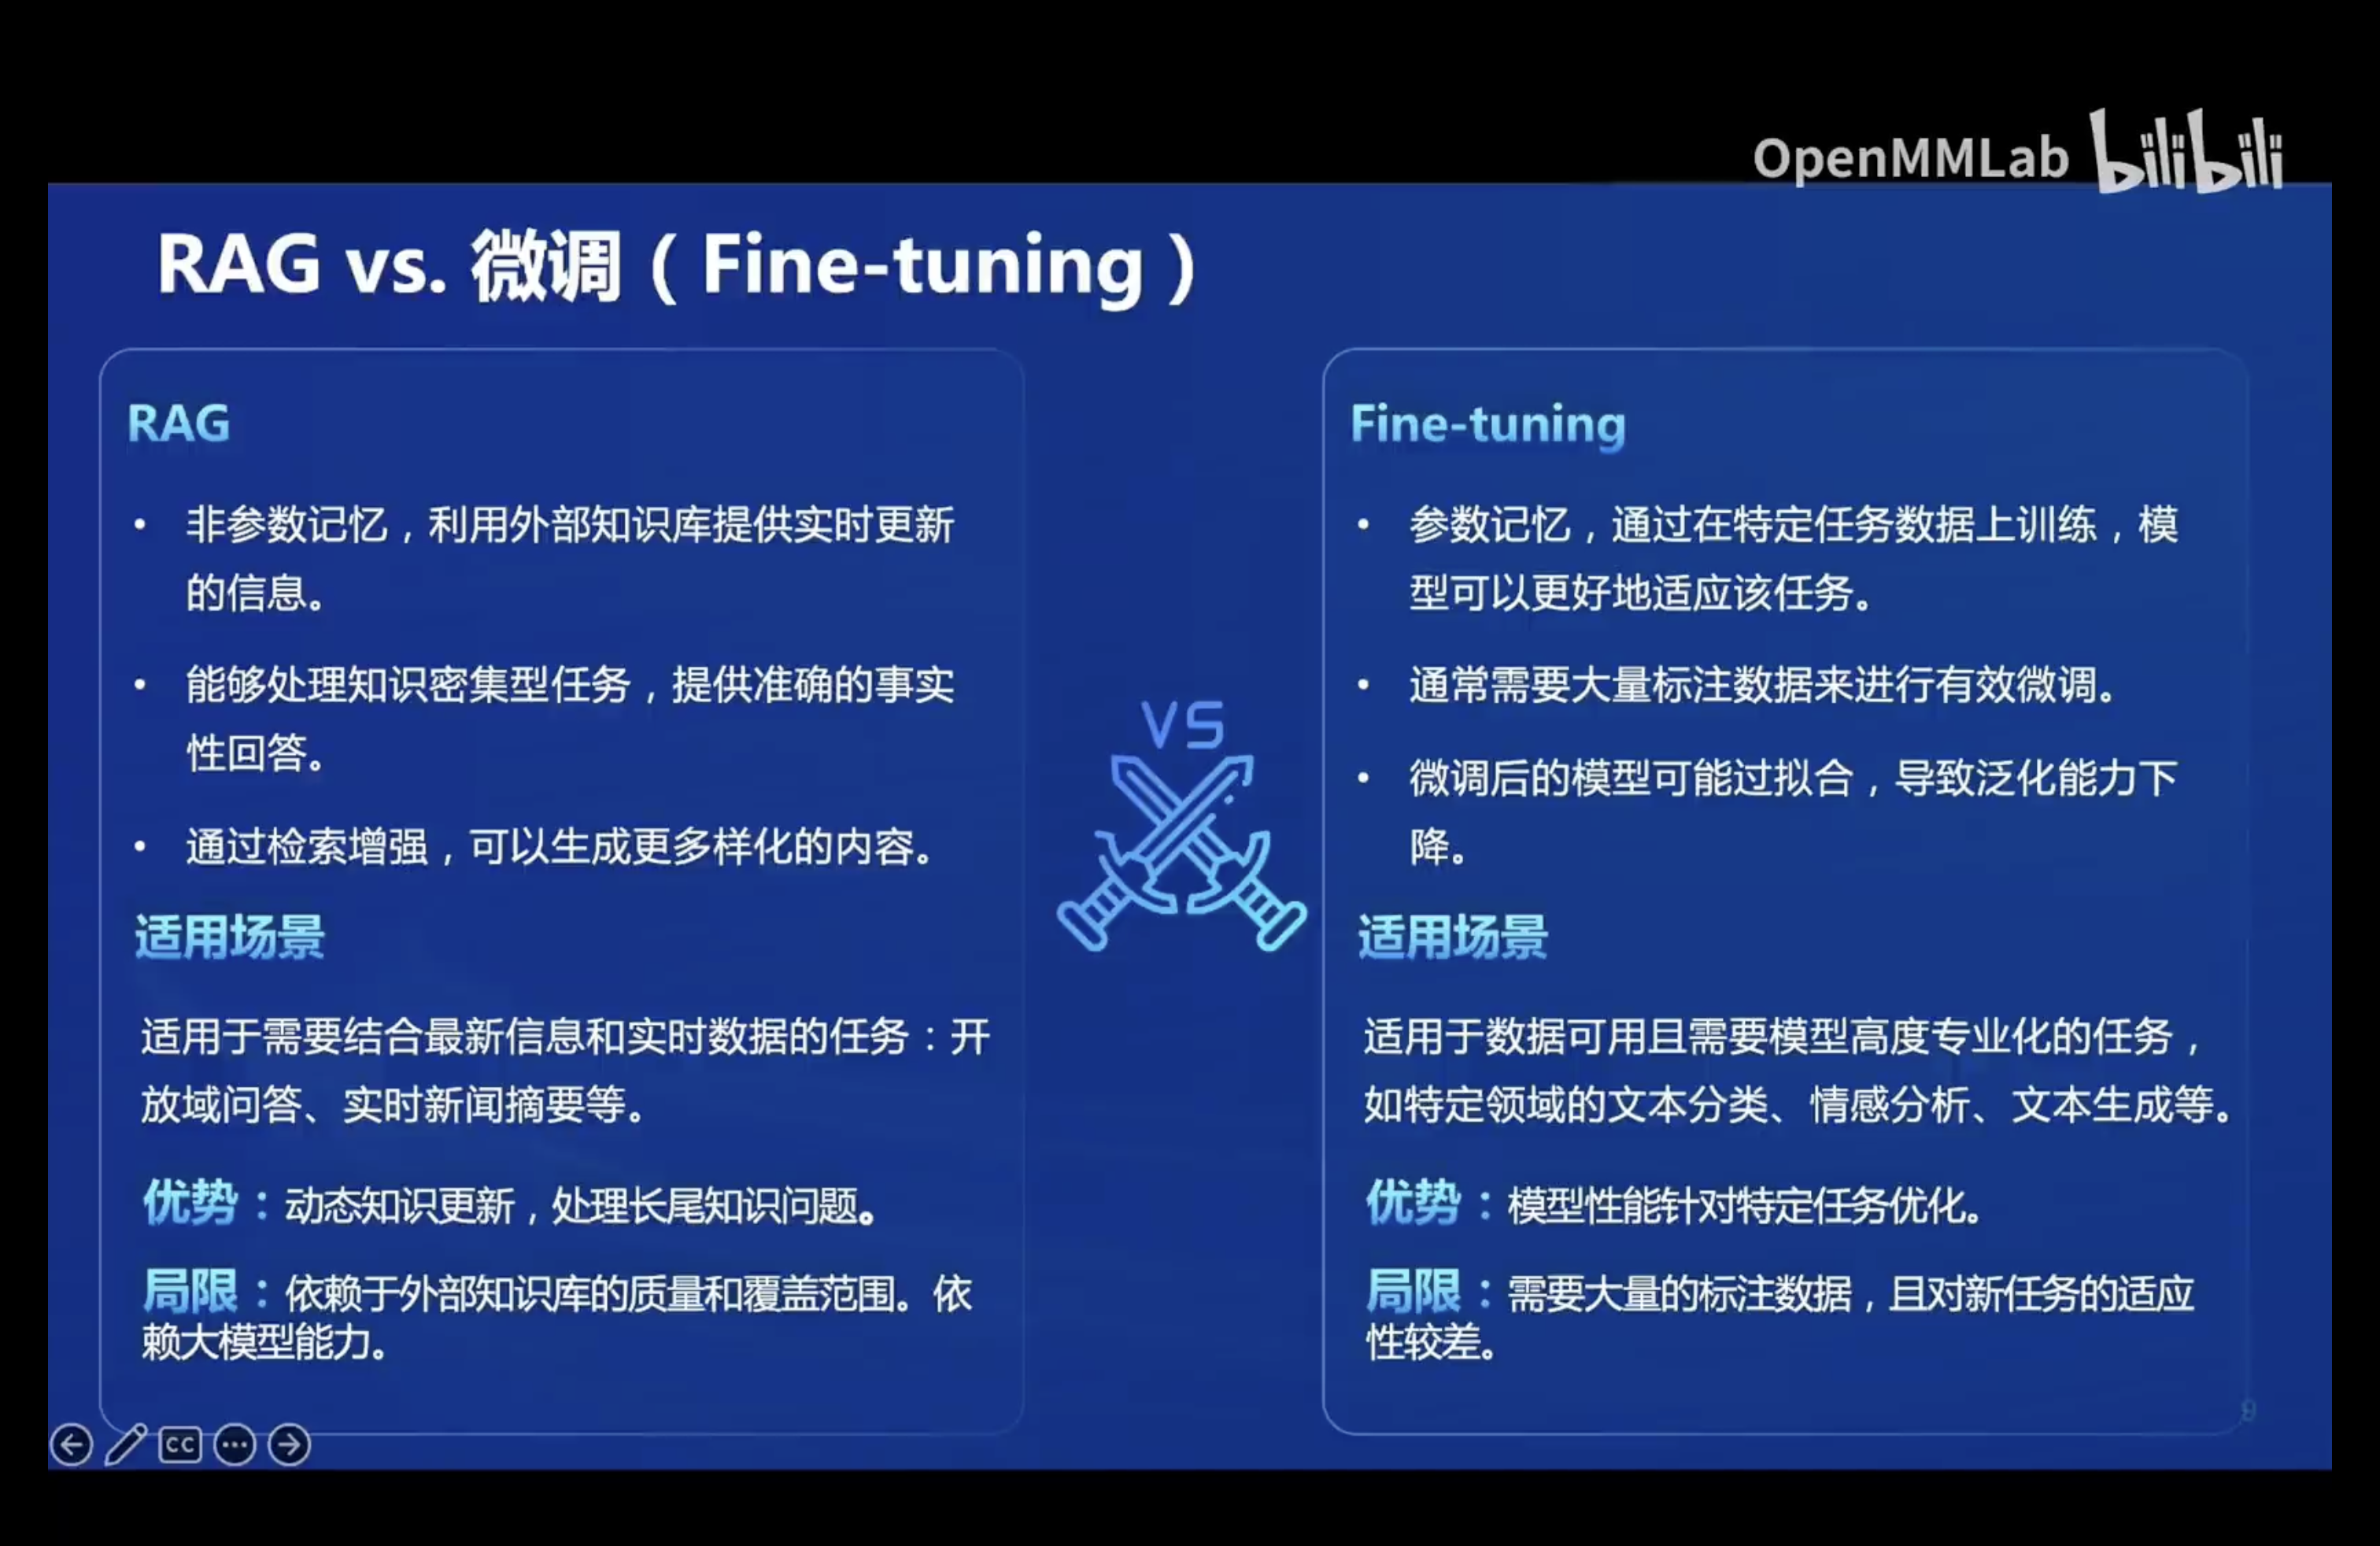 OpenMMLab bilibili
RAG vs. 微调（Fine-tuning）
RAG
• 非参数记忆，利用外部知识库提供实时更新
的信息。
• 能够处理知识密集型任务，提供准确的事实
性回答。
• 通过检索增强，可以生成更多样化的内容。
适用场景
适用于需要结合最新信息和实时数据的任务：开
放域问答、实时新闻摘要等。
优势：动态知识更新，处理长尾知识问题。
局限：依赖于外部知识库的质量和覆盖范围。依
赖大模型能力。
VS
Fine-tuning
• 参数记忆，通过在特定任务数据上训练，模
型可以更好地适应该任务。
• 通常需要大量标注数据来进行有效微调。
• 微调后的模型可能过拟合，导致泛化能力下
降。
适用场景
适用于数据可用且需要模型高度专业化的任务，
如特定领域的文本分类、情感分析、文本生成等。
优势：模型性能针对特定任务优化。
局限：需要大量的标注数据，且对新任务的适应
性较差。
9
CC